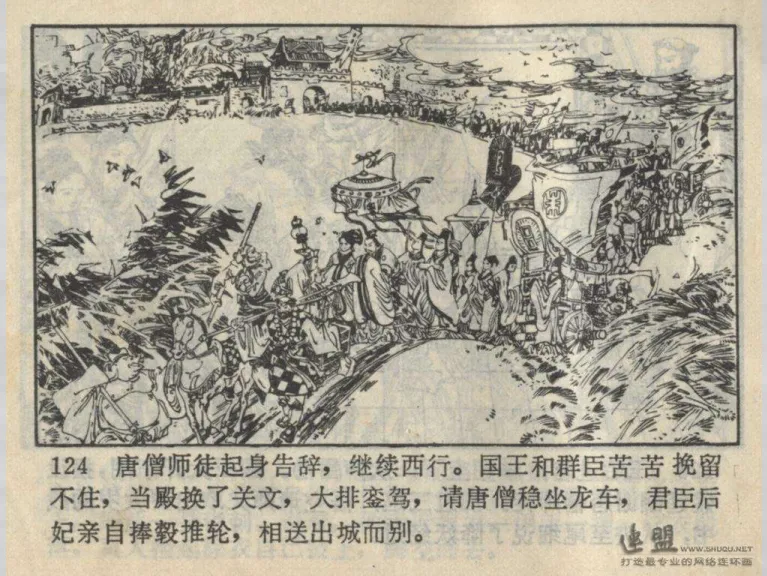 124 唐僧师徒起身告辞，继续西行。国王和群臣苦苦挽留
不住，当殿换了关文，大排銮驾，请唐僧稳坐龙车，君臣后
妃亲自捧毂推轮，相送出城而别。
连盟 WWW.SHUQU.NET
打造最专业的网络连环画